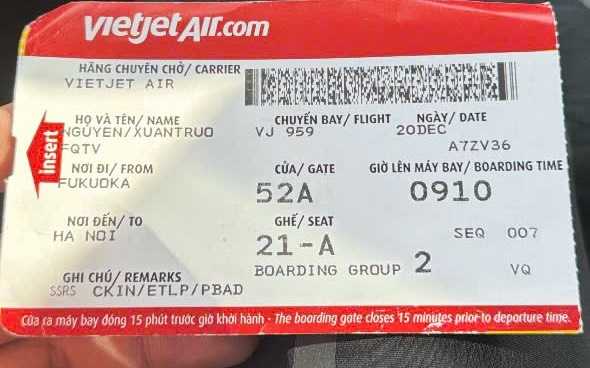 vietjetAir.com
HÃNG CHUYÊN CHỞ/ CARRIER
VIETJET AIR
HỌ VÀ TÊN/ NAME CHUYẾN BAY/ FLIGHT NGÀY/ DATE
NGUYEN/XUANTRUO VJ 959 20DEC
FQTV A7ZV36
Insert
NƠI ĐI/ FROM CỬA/ GATE GIỜ LÊN MÁY BAY/ BOARDING TIME
FUKUOKA 52A 0910
NƠI ĐẾN/ TO GHẾ/ SEAT
HA NOI 21-A SEQ 007
BOARDING GROUP 2 VQ
GHI CHÚ/ REMARKS
SSRS CKIN/ETLP/PBAD
Cửa ra máy bay đóng 15 phút trước giờ khởi hành - The boarding gate closes 15 minutes prior to departure time.